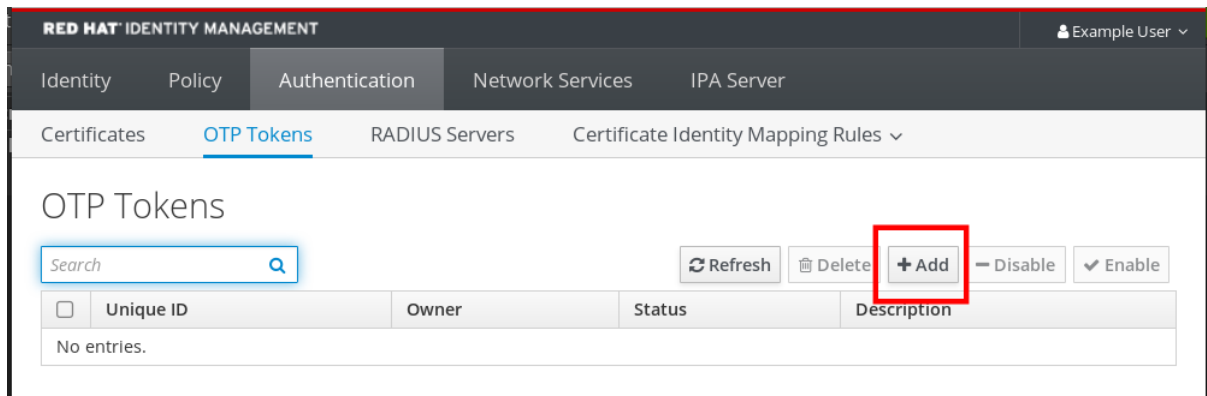 RED HAT® IDENTITY MANAGEMENT Example User
Identity Policy Authentication Network Services IPA Server
Certificates OTP Tokens RADIUS Servers Certificate Identity Mapping Rules
OTP Tokens
Search Refresh Delete Add Disable Enable
Unique ID Owner Status Description
No entries.